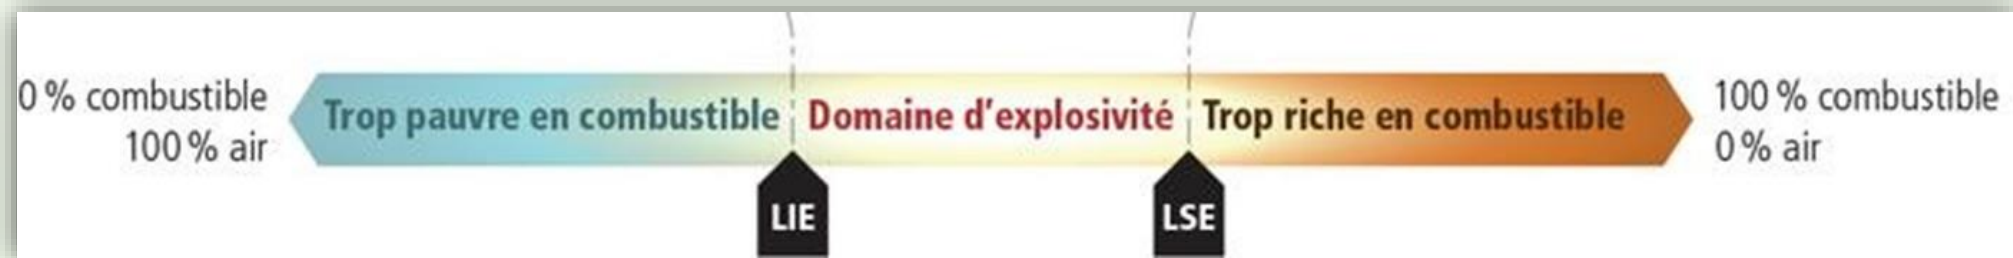 0 % combustible
100 % air
Trop pauvre en combustible
Domaine d'explosivité
Trop riche en combustible
100 % combustible
0 % air
LIE
LSE